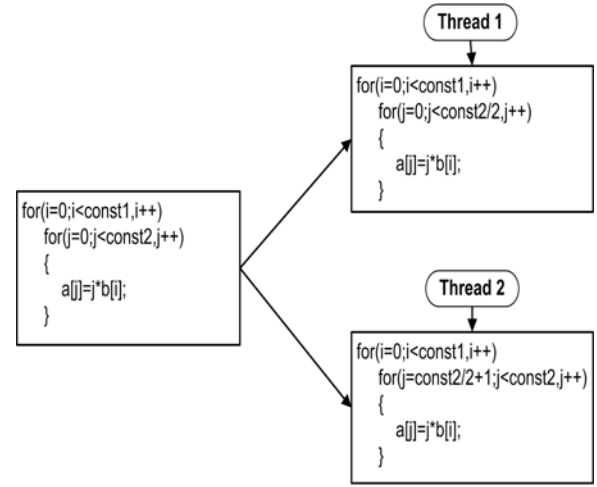 Thread 1
for(i=0;i<const1,i++)
for(j=0;j<const2/2,j++)
{
a[j]=j*b[i];
}
for(i=0;i<const1,i++)
for(j=0;j<const2,j++)
{
a[j]=j*b[i];
}
Thread 2
for(i=0;i<const1,i++)
for(j=const2/2+1;j<const2,j++)
{
a[j]=j*b[i];
}